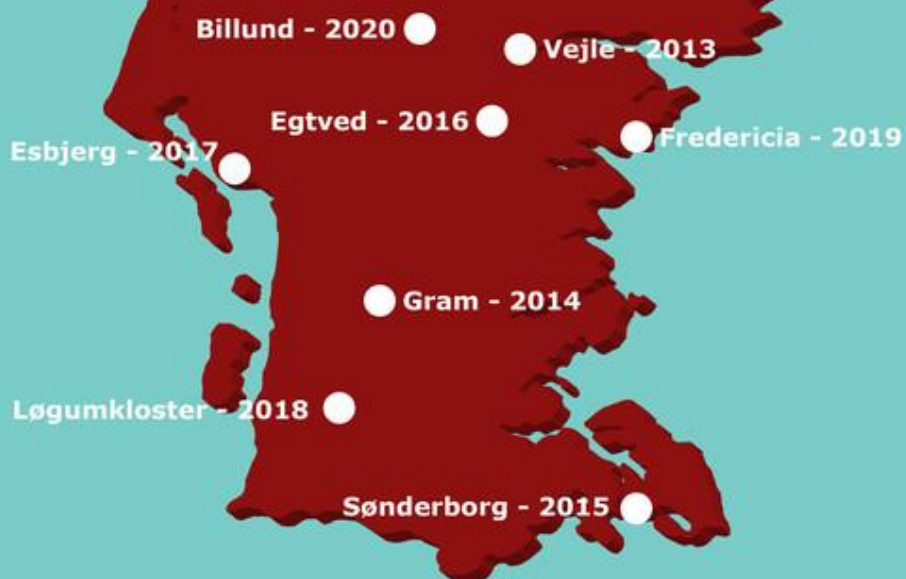 Billund - 2020
Vejle - 2013
Egtved - 2016
Fredericia - 2019
Esbjerg - 2017
Gram - 2014
Løgumkloster - 2018
Sønderborg - 2015